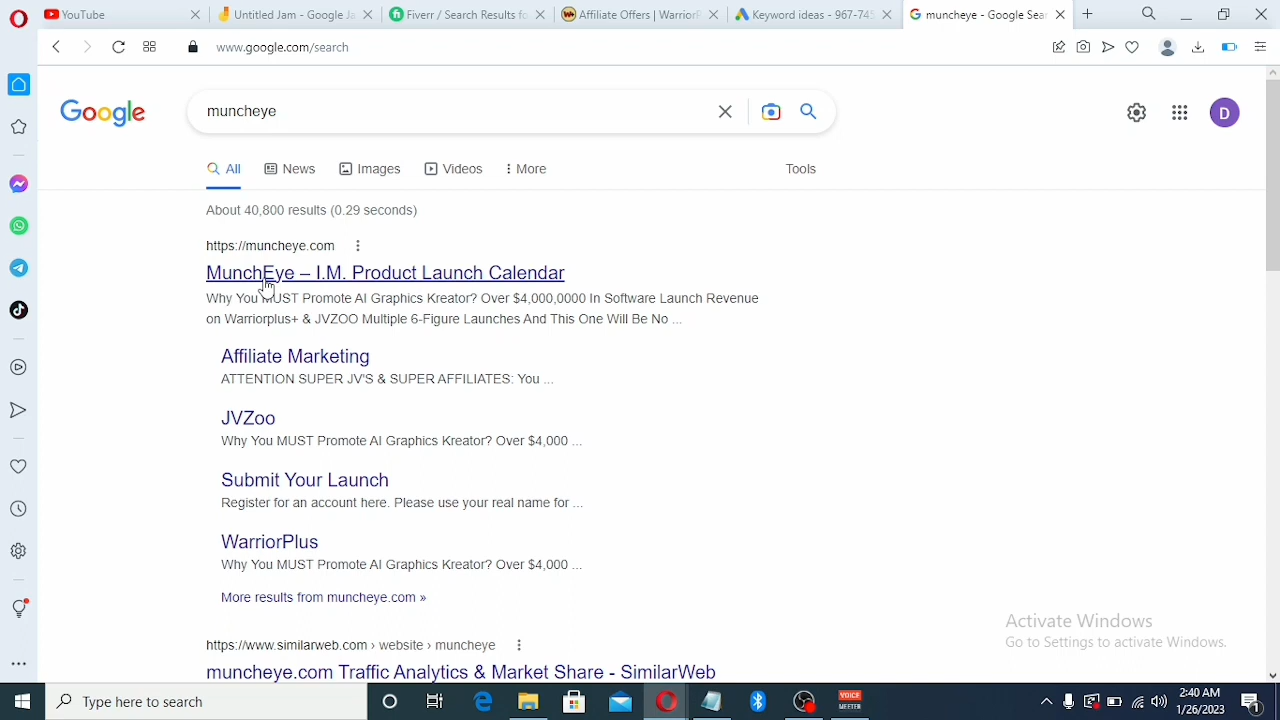 YouTube
Untitled Jam - Google Ja
Fiverr / Search Results fo
Affiliate Offers | WarriorP
Keyword ideas - 967-745
muncheye - Google Sear
www.google.com/search
Google
muncheye
D
All
News
Images
Videos
More
Tools
About 40,800 results (0.29 seconds)
https://muncheye.com
MunchEye – I.M. Product Launch Calendar
Why You MUST Promote AI Graphics Kreator? Over $4,000,0000 In Software Launch Revenue
on Warriorplus+ & JVZOO Multiple 6-Figure Launches And This One Will Be No ...
Affiliate Marketing
ATTENTION SUPER JV'S & SUPER AFFILIATES: You ...
JVZoo
Why You MUST Promote AI Graphics Kreator? Over $4,000 ...
Submit Your Launch
Register for an account here. Please use your real name for ...
WarriorPlus
Why You MUST Promote AI Graphics Kreator? Over $4,000 ...
More results from muncheye.com »
https://www.similarweb.com › website › muncheye
muncheye.com Traffic Analytics & Market Share - SimilarWeb
Activate Windows
Go to Settings to activate Windows.
Type here to search
VOICE
MEETER
2:40 AM
1/26/2023
1